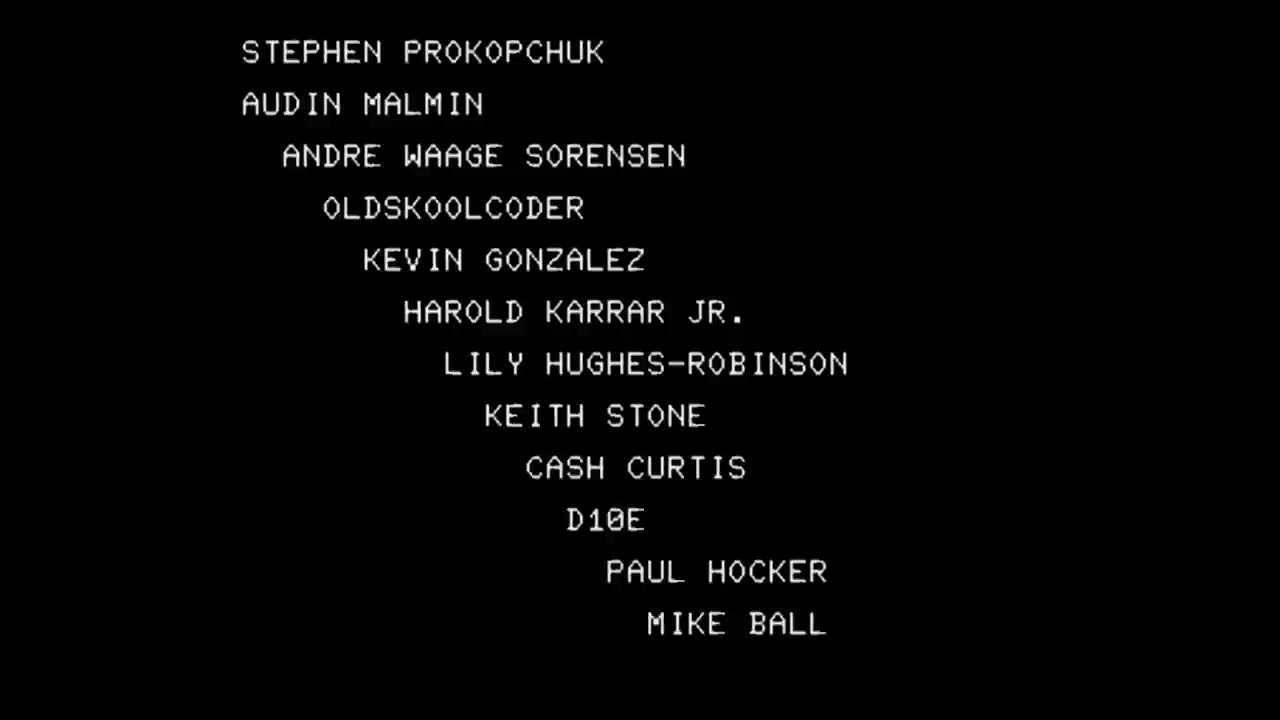 STEPHEN PROKOPCHUK
AUDIN MALMIN
ANDRE WAAGE SORENSEN
OLDSKOOLCODER
KEVIN GONZALEZ
HAROLD KARRAR JR.
LILY HUGHES-ROBINSON
KEITH STONE
CASH CURTIS
D10E
PAUL HOCKER
MIKE BALL